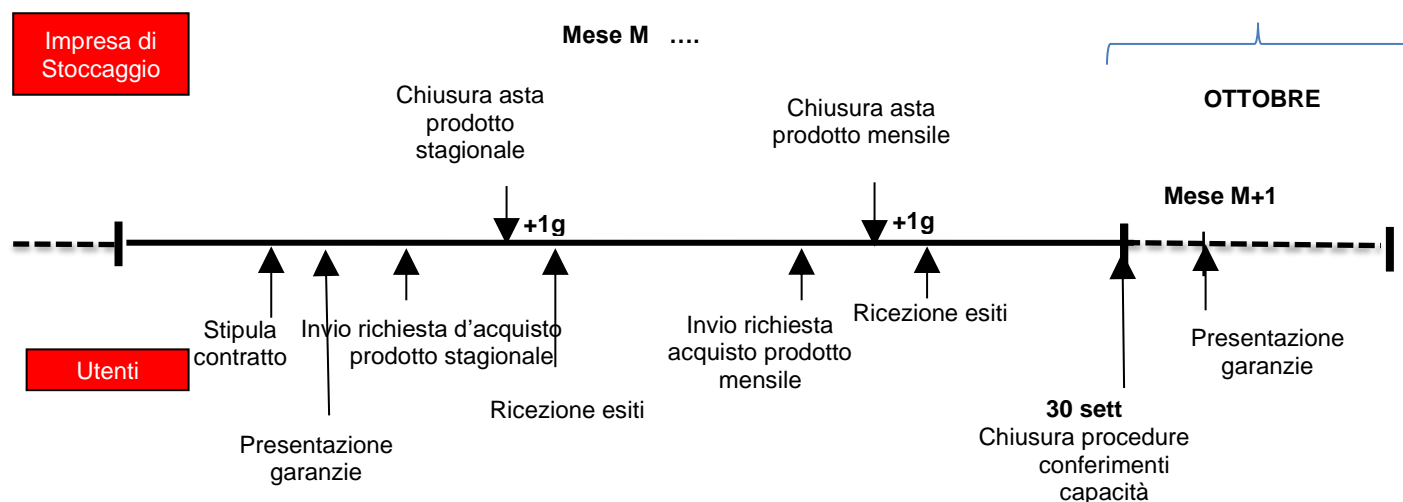 Impresa di
Stoccaggio
Mese M ....
OTTOBRE
Chiusura asta
prodotto
stagionale
Chiusura asta
prodotto mensile
Mese M+1
+1g
+1g
Stipula
contratto
Invio richiesta d'acquisto
prodotto stagionale
Invio richiesta
acquisto prodotto
mensile
Ricezione esiti
Presentazione
garanzie
Utenti
Ricezione esiti
Presentazione
garanzie
30 sett
Chiusura procedure
conferimenti
capacità